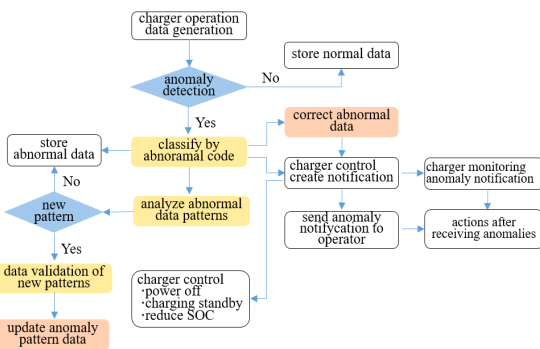 charger operation
data generation
store normal data
No
anomaly
detection
Yes
correct abnormal
data
store
abnormal data
classify by
abnoramal code
charger control
create notification
charger monitoring
anomaly notification
No
new
pattern
analyze abnormal
data patterns
send anomaly
notifycation to
operator
actions after
receiving anomalies
Yes
data validation of
new patterns
charger control
·power off
·charging standby
·reduce SOC
update anomaly
pattern data